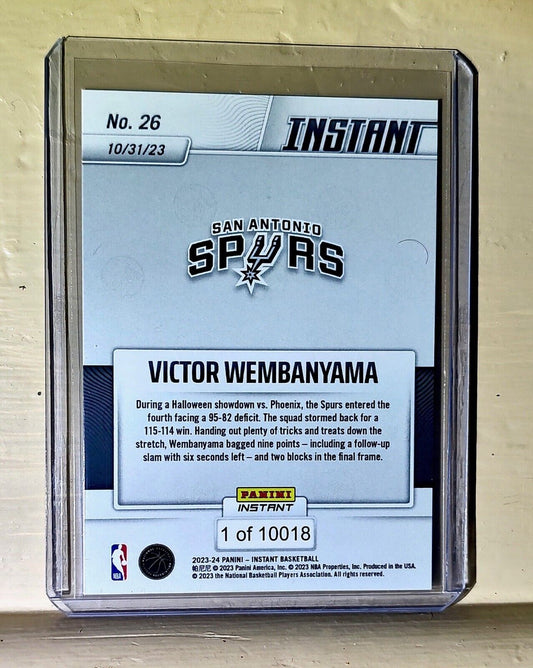 No. 26
INSTANT
10/31/23
SAN ANTONIO
SPURS
VICTOR WEMBANYAMA
During a Halloween showdown vs. Phoenix, the Spurs entered the
fourth facing a 95-82 deficit. The squad stormed back for a
115-114 win. Handing out plenty of tricks and treats down the
stretch, Wembanyama bagged nine points – including a follow-up
slam with six seconds left – and two blocks in the final frame.
PANINI
INSTANT
1 of 10018
2023-24 PANINI – INSTANT BASKETBALL
帕尼尼 © 2023 Panini America, Inc. © 2023 NBA Properties, Inc. Produced in the USA.
© 2023 the National Basketball Players Association. All rights reserved.
NBA